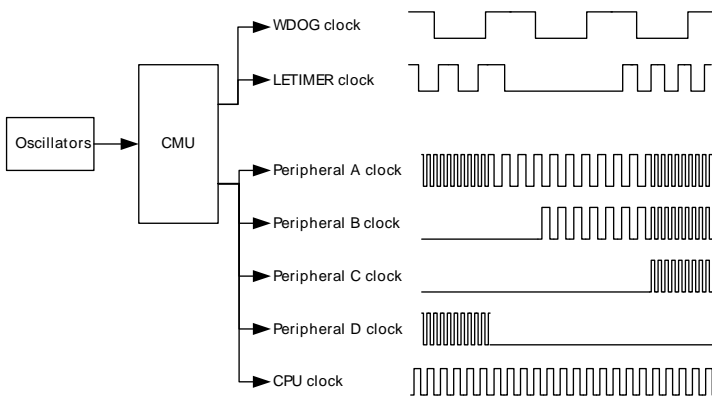 WDOG clock
LETIMER clock
Oscillators
CMU
Peripheral A clock
Peripheral B clock
Peripheral C clock
Peripheral D clock
CPU clock